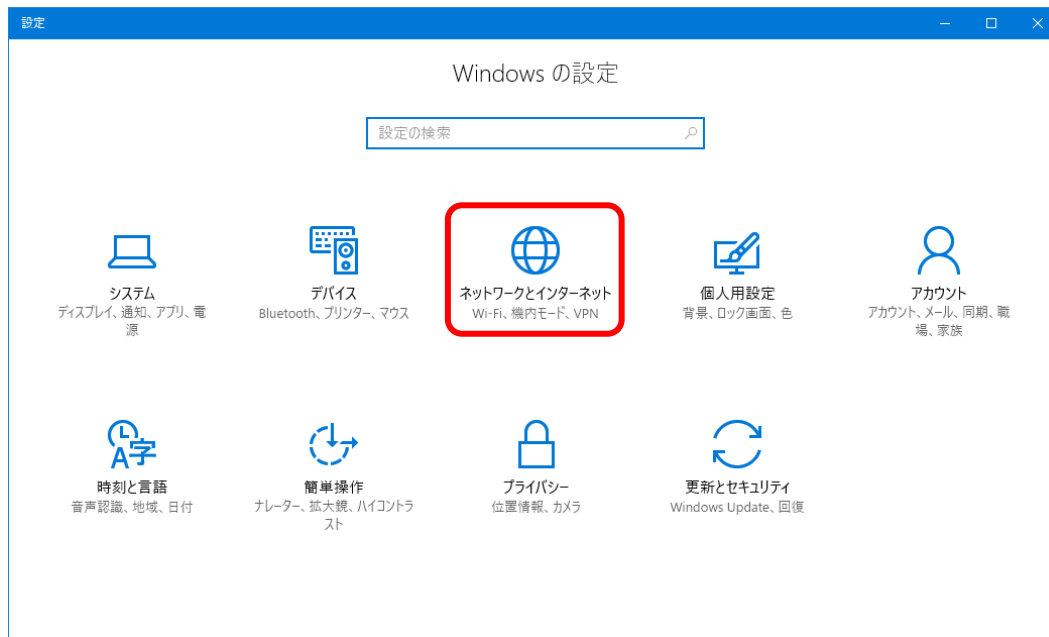 設定
Windows の設定
設定の検索
システム
ディスプレイ、通知、アプリ、電
源
デバイス
Bluetooth、プリンター、マウス
ネットワークとインターネット
Wi-Fi、機内モード、VPN
個人用設定
背景、ロック画面、色
アカウント
アカウント、メール、同期、職
場、家族
A字
時刻と言語
音声認識、地域、日付
簡単操作
ナレーター、拡大鏡、ハイコントラ
スト
プライバシー
位置情報、カメラ
更新とセキュリティ
Windows Update、回復